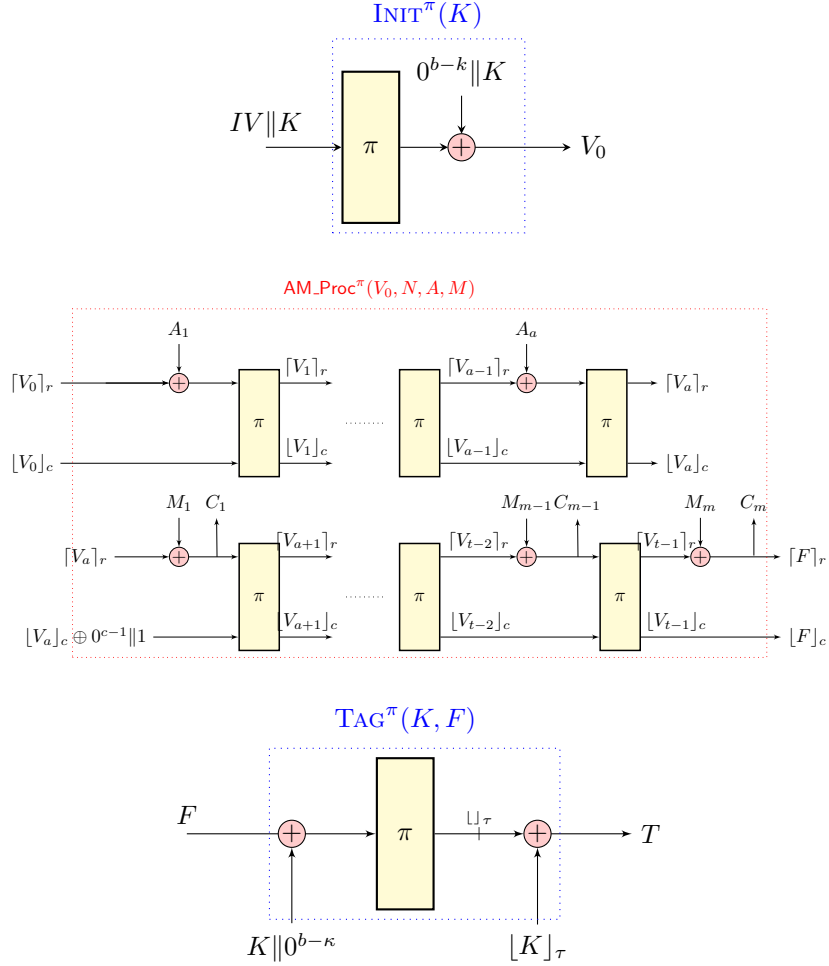 INIT^π(K)
0^{b−k}‖K
IV‖K
π
V_0
AM_Proc^π(V_0, N, A, M)
A_1 A_a
⌈V_0⌉_r ⌈V_1⌉_r ⌈V_{a−1}⌉_r ⌈V_a⌉_r
π π π
⌊V_0⌋_c ⌊V_1⌋_c ⌊V_{a−1}⌋_c ⌊V_a⌋_c
M_1 C_1 M_{m−1} C_{m−1} M_m C_m
⌈V_a⌉_r ⌈V_{a+1}⌉_r ⌈V_{t−2}⌉_r ⌈V_{t−1}⌉_r ⌈F⌉_r
π π π
⌊V_a⌋_c ⊕ 0^{c−1}‖1 ⌊V_{a+1}⌋_c ⌊V_{t−2}⌋_c ⌊V_{t−1}⌋_c ⌊F⌋_c
TAG^π(K, F)
F π ⌊⌋_τ T
K‖0^{b−κ} ⌊K⌋_τ